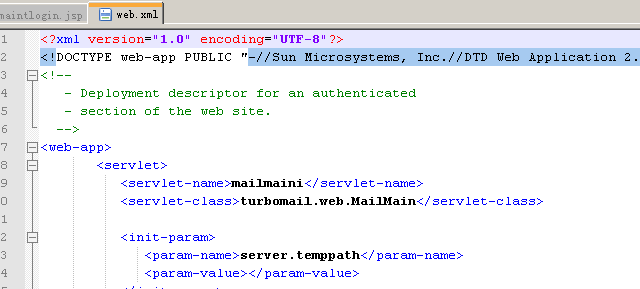 maintlogin.jsp web.xml
1 <?xml version="1.0" encoding="UTF-8"?>
2 <!DOCTYPE web-app PUBLIC "-//Sun Microsystems, Inc.//DTD Web Application 2.
3 <!--
4 - Deployment descriptor for an authenticated
5 - section of the web site.
6 -->
7 <web-app>
8 <servlet>
9 <servlet-name>mailmaini</servlet-name>
0 <servlet-class>turbomail.web.MailMain</servlet-class>
1
2 <init-param>
3 <param-name>server.temppath</param-name>
4 <param-value></param-value>